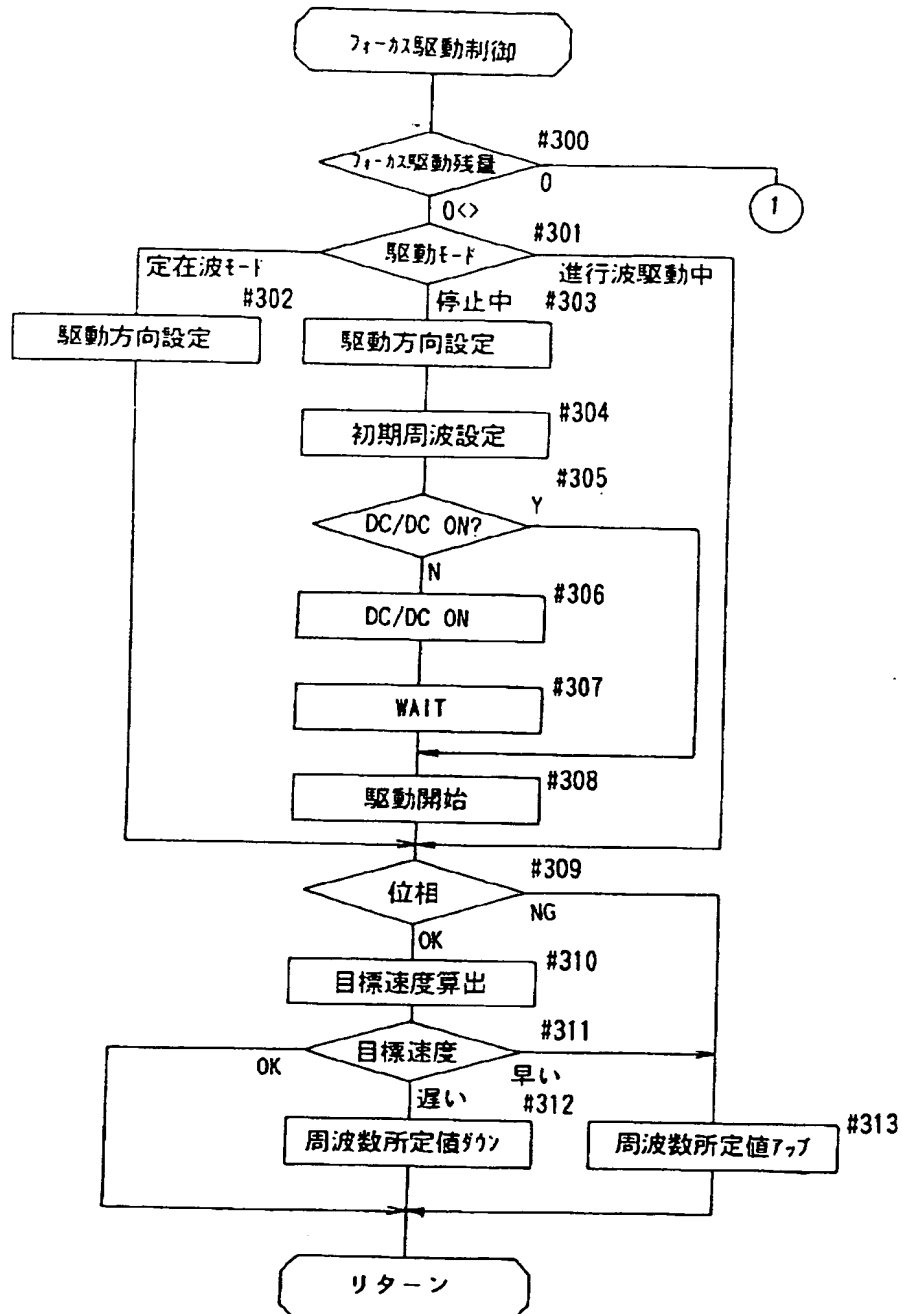 フォーカス駆動制御
#300
フォーカス駆動残量
0
1
0<>
#301
駆動モード
定在波モード
進行波駆動中
#302
停止中
#303
駆動方向設定
駆動方向設定
#304
初期周波設定
#305
Y
DC/DC ON?
N
#306
DC/DC ON
#307
WAIT
#308
駆動開始
#309
位相
NG
OK
#310
目標速度算出
#311
目標速度
OK
早い
遅い
#312
#313
周波数所定値ダウン
周波数所定値アップ
リターン